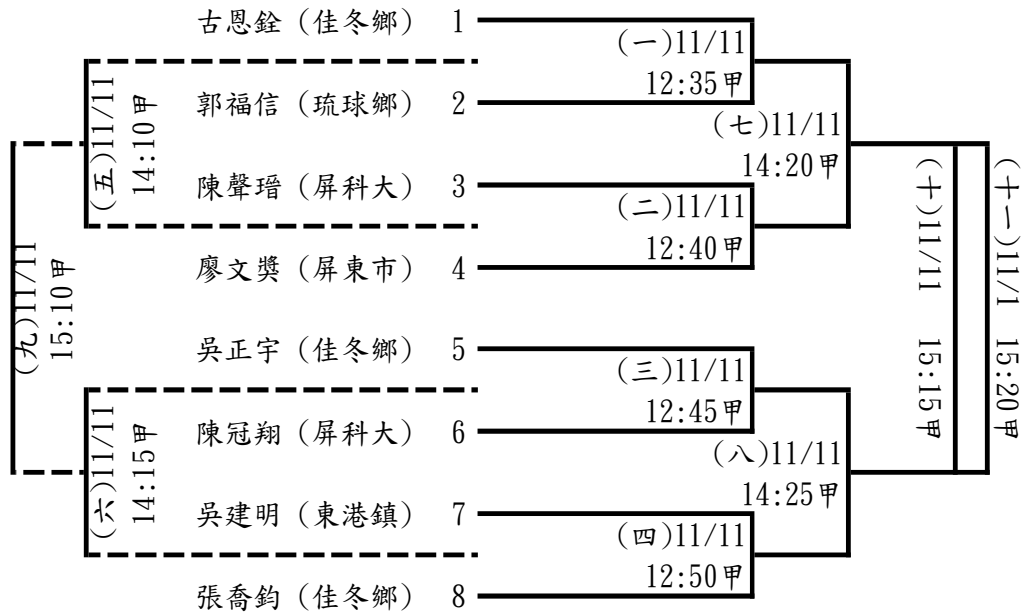 古恩銓 (佳冬鄉) 1
(一)11/11
12:35甲
郭福信 (琉球鄉) 2
(五)11/11
14:10甲
(七)11/11
14:20甲
陳聲瑨 (屏科大) 3
(二)11/11
12:40甲
廖文獎 (屏東市) 4
(九)11/11
15:10甲
(十)11/11 15:15甲
(十一)11/1 15:20甲
吳正宇 (佳冬鄉) 5
(三)11/11
12:45甲
陳冠翔 (屏科大) 6
(六)11/11
14:15甲
(八)11/11
14:25甲
吳建明 (東港鎮) 7
(四)11/11
12:50甲
張喬鈞 (佳冬鄉) 8